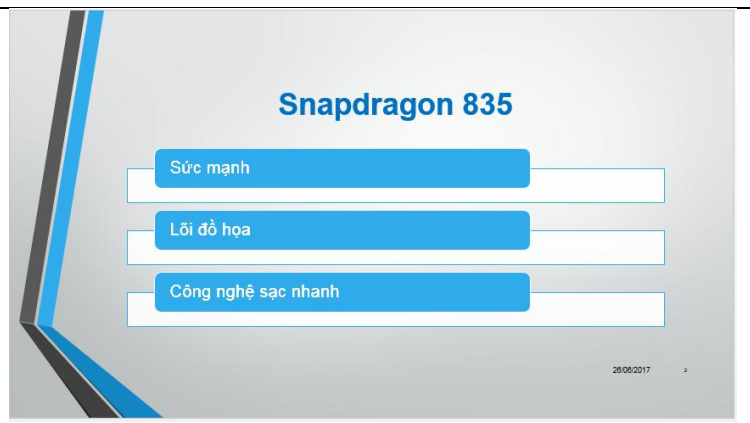 Snapdragon 835
Sức mạnh
Lõi đồ họa
Công nghệ sạc nhanh
26/06/2017